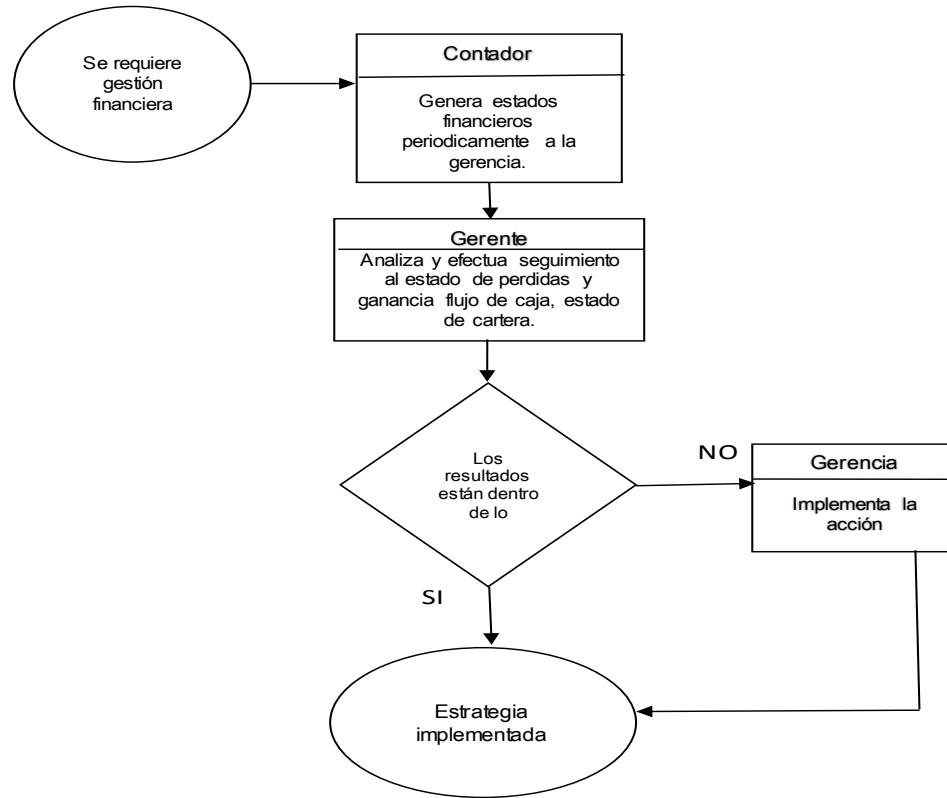 Se requiere
gestión
financiera
Contador
Genera estados
financieros
periodicamente a la
gerencia.
Gerente
Analiza y efectua seguimiento
al estado de perdidas y
ganancia flujo de caja, estado
de cartera.
Los
resultados
están dentro
de lo
NO
Gerencia
Implementa la
acción
SI
Estrategia
implementada